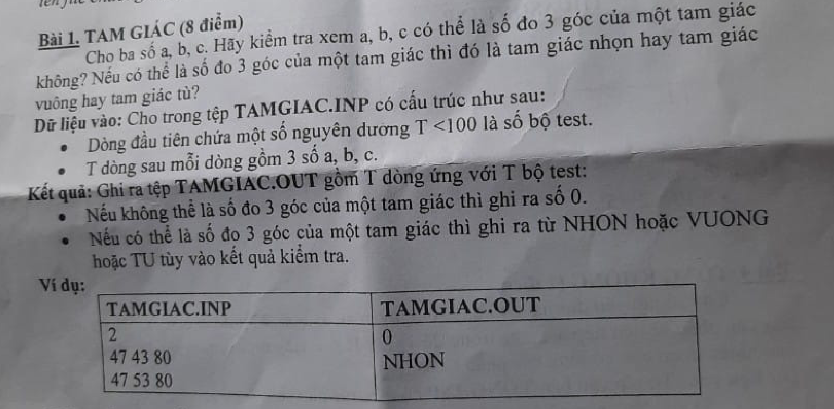 Bài 1. TAM GIÁC (8 điểm)
Cho ba số a, b, c. Hãy kiểm tra xem a, b, c có thể là số đo 3 góc của một tam giác
không? Nếu có thể là số đo 3 góc của một tam giác thì đó là tam giác nhọn hay tam giác
vuông hay tam giác tù?
Dữ liệu vào: Cho trong tệp TAMGIAC.INP có cấu trúc như sau:
• Dòng đầu tiên chứa một số nguyên dương T <100 là số bộ test.
• T dòng sau mỗi dòng gồm 3 số a, b, c.
Kết quả: Ghi ra tệp TAMGIAC.OUT gồm T dòng ứng với T bộ test:
• Nếu không thể là số đo 3 góc của một tam giác thì ghi ra số 0.
• Nếu có thể là số đo 3 góc của một tam giác thì ghi ra từ NHON hoặc VUONG
hoặc TU tùy vào kết quả kiểm tra.
Ví dụ:
TAMGIAC.INP TAMGIAC.OUT
2 0
47 43 80 NHON
47 53 80